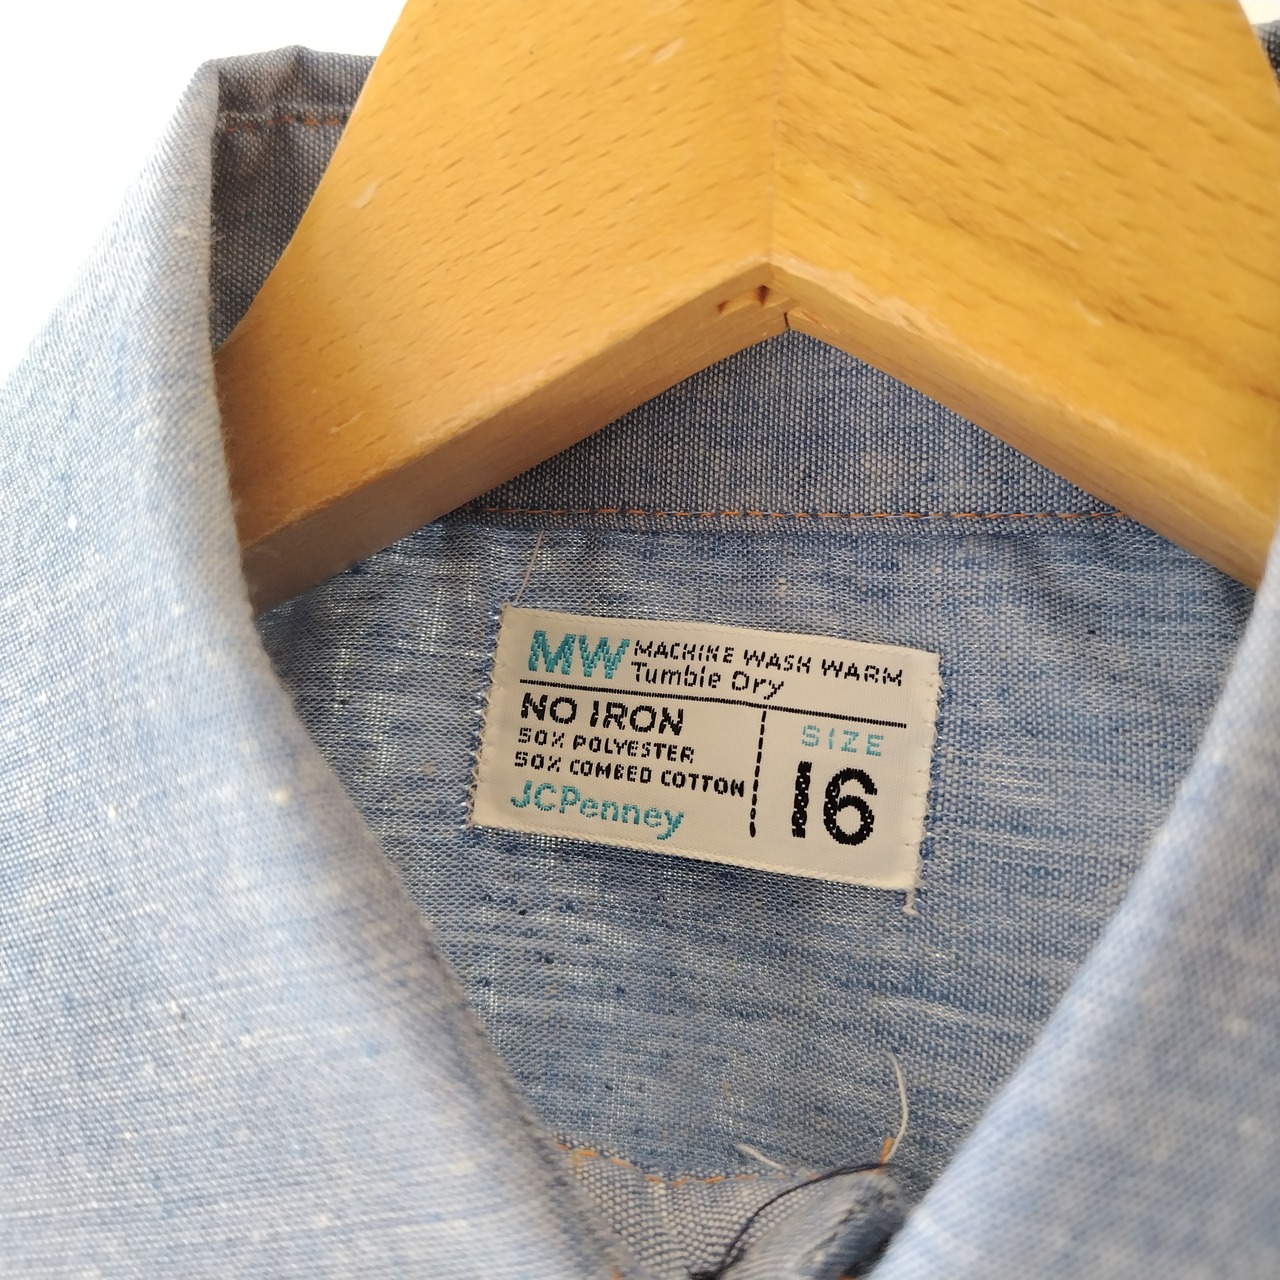 MW MACHINE WASH WARM
Tumble Dry
NO IRON
50% POLYESTER
50% COMBED COTTON
JCPenney
SIZE
16